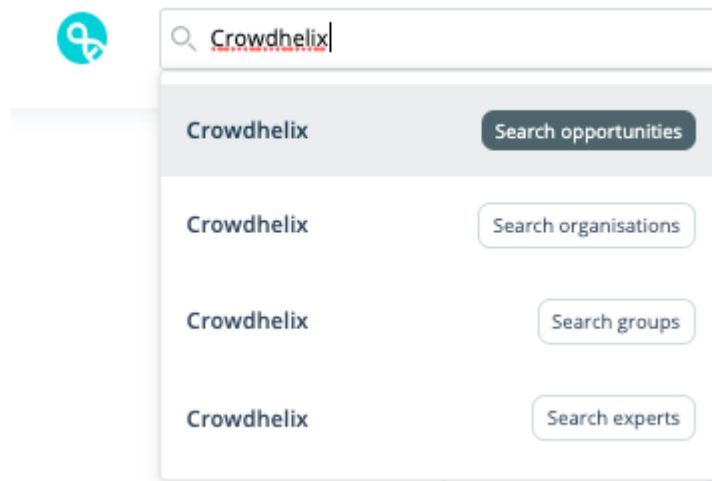 Crowdhelix
Crowdhelix Search opportunities
Crowdhelix Search organisations
Crowdhelix Search groups
Crowdhelix Search experts